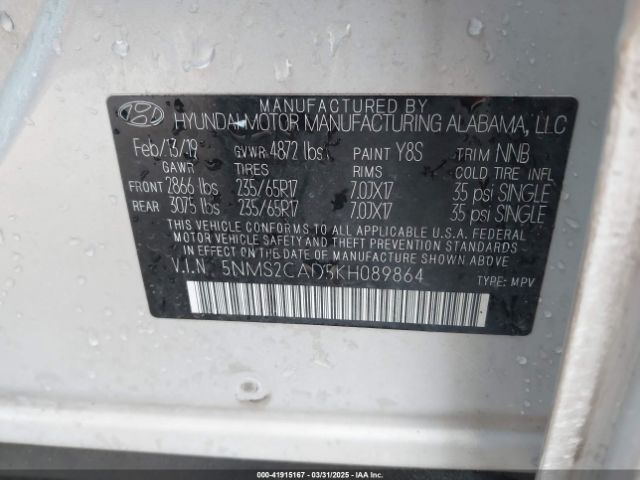 MANUFACTURED BY
HYUNDAI MOTOR MANUFACTURING ALABAMA, LLC
Feb/13/19 GVWR 4872 lbs PAINT Y8S TRIM NNB
GAWR TIRES RIMS COLD TIRE INFL
FRONT 2866 lbs 235/65R17 7.0JX17 35 psi SINGLE
REAR 3075 lbs 235/65R17 7.0JX17 35 psi SINGLE
THIS VEHICLE CONFORMS TO ALL APPLICABLE U.S.A. FEDERAL
MOTOR VEHICLE SAFETY AND THEFT PREVENTION STANDARDS
IN EFFECT ON THE DATE OF MANUFACTURE SHOWN ABOVE
V.I.N. 5NMS2CAD5KH089864
TYPE: MPV
000-41915167 - 03/31/2025 - IAAI.COM